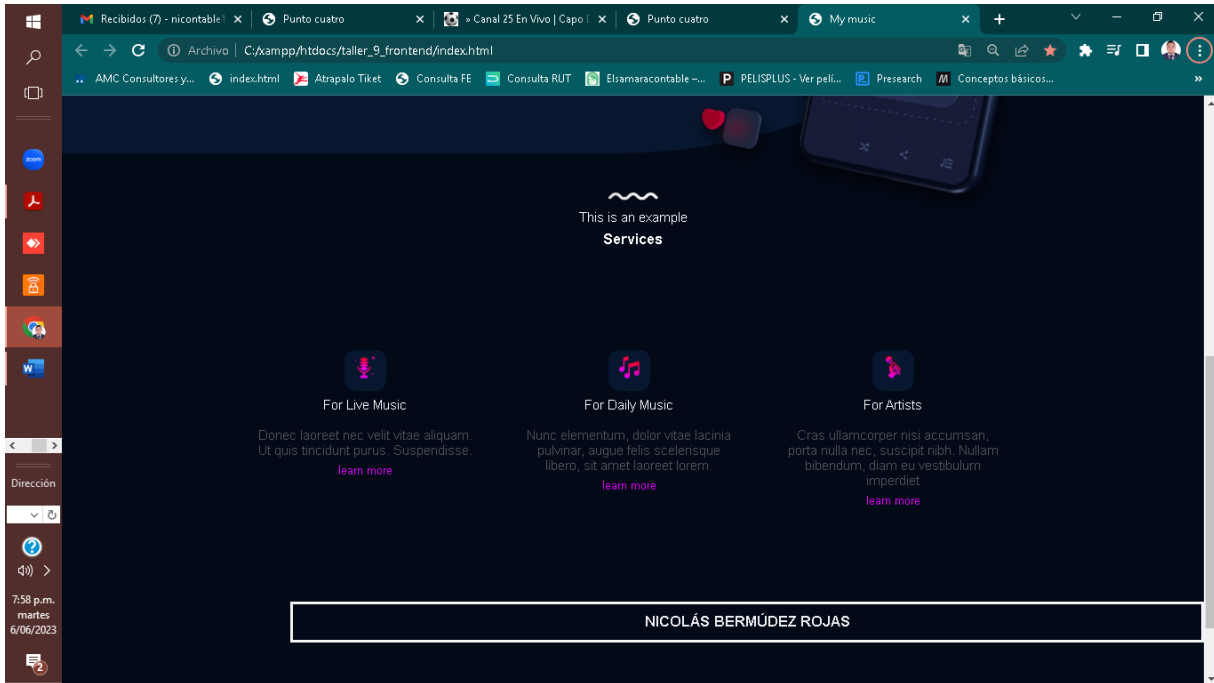 Recibidos (7) - nicontable1
Punto cuatro
» Canal 25 En Vivo | Capo
Punto cuatro
My music
Archivo | C:/xampp/htdocs/taller_9_frontend/index.html
AMC Consultores y...
index.html
Atrapalo Tiket
Consulta FE
Consulta RUT
Elsamaracontable –...
PELISPLUS - Ver pelí...
Presearch
Conceptos básicos...
»
zoom
This is an example
Services
For Live Music
For Daily Music
For Artists
Donec laoreet nec velit vitae aliquam.
Ut quis tincidunt purus. Suspendisse.
learn more
Nunc elementum, dolor vitae lacinia
pulvinar, augue felis scelerisque
libero, sit amet laoreet lorem.
learn more
Cras ullamcorper nisi accumsan,
porta nulla nec, suscipit nibh. Nullam
bibendum, diam eu vestibulum
imperdiet
learn more
NICOLÁS BERMÚDEZ ROJAS
Dirección
7:58 p.m.
martes
6/06/2023
2